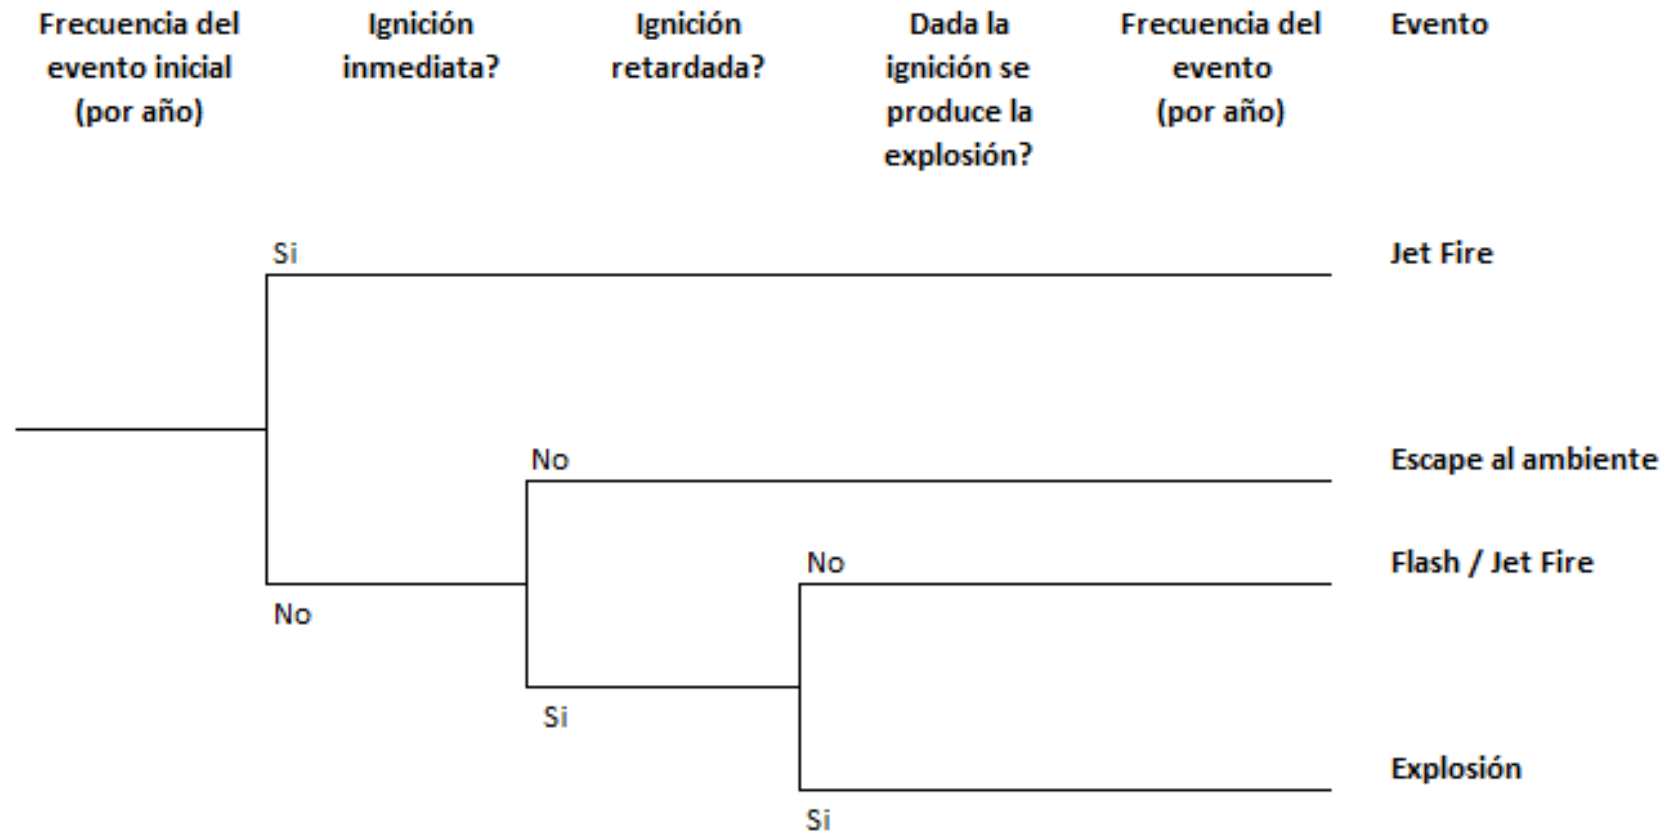 Frecuencia del
evento inicial
(por año)
Ignición
inmediata?
Ignición
retardada?
Dada la
ignición se
produce la
explosión?
Frecuencia del
evento
(por año)
Evento
Si
Jet Fire
No
Escape al ambiente
No
Flash / Jet Fire
No
Si
Explosión
Si